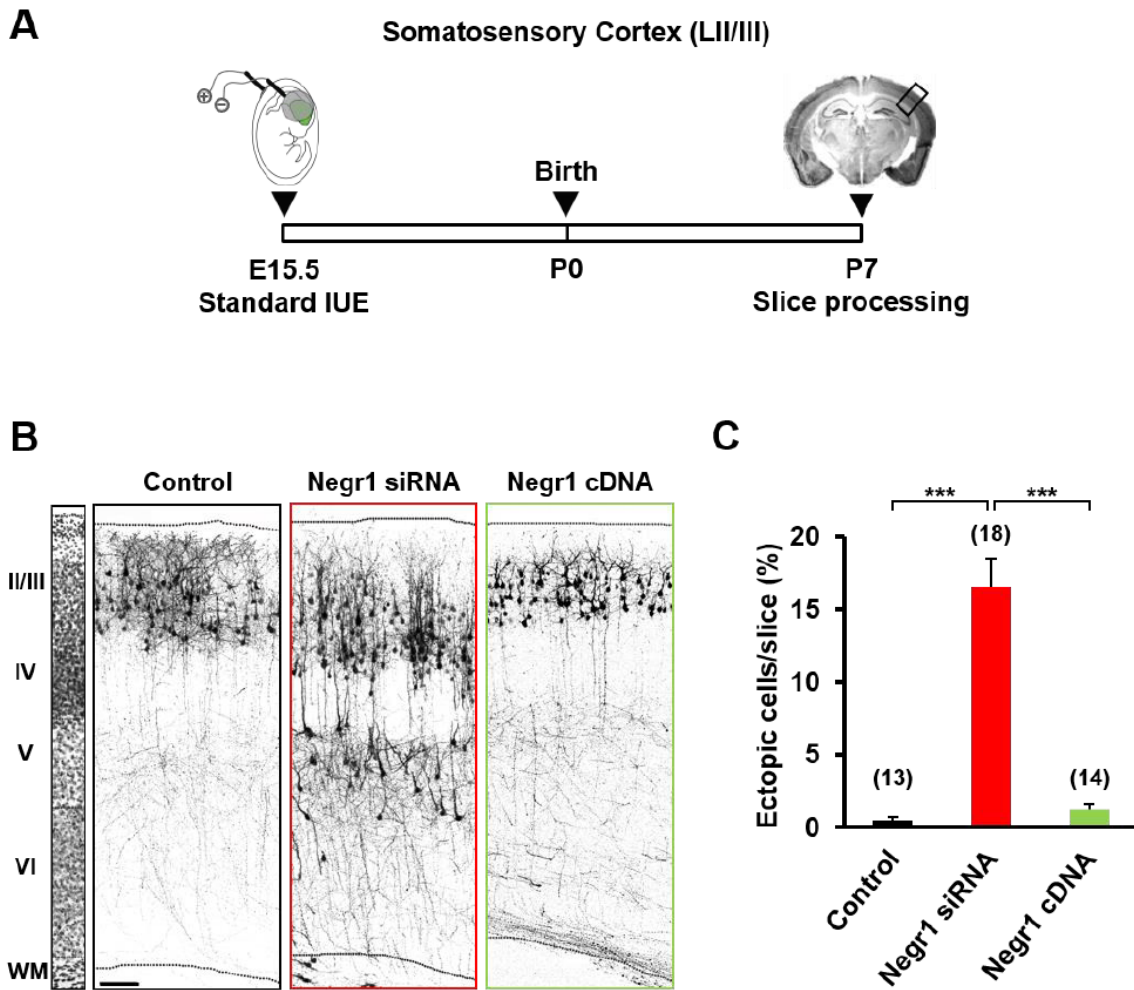 A
Somatosensory Cortex (LII/III)
+
−
Birth
E15.5
P0
P7
Standard IUE
Slice processing
B
Control
Negr1 siRNA
Negr1 cDNA
II/III
IV
V
VI
WM
C
***
***
(18)
(13)
(14)
Ectopic cells/slice (%)
20
15
10
5
0
Control
Negr1 siRNA
Negr1 cDNA